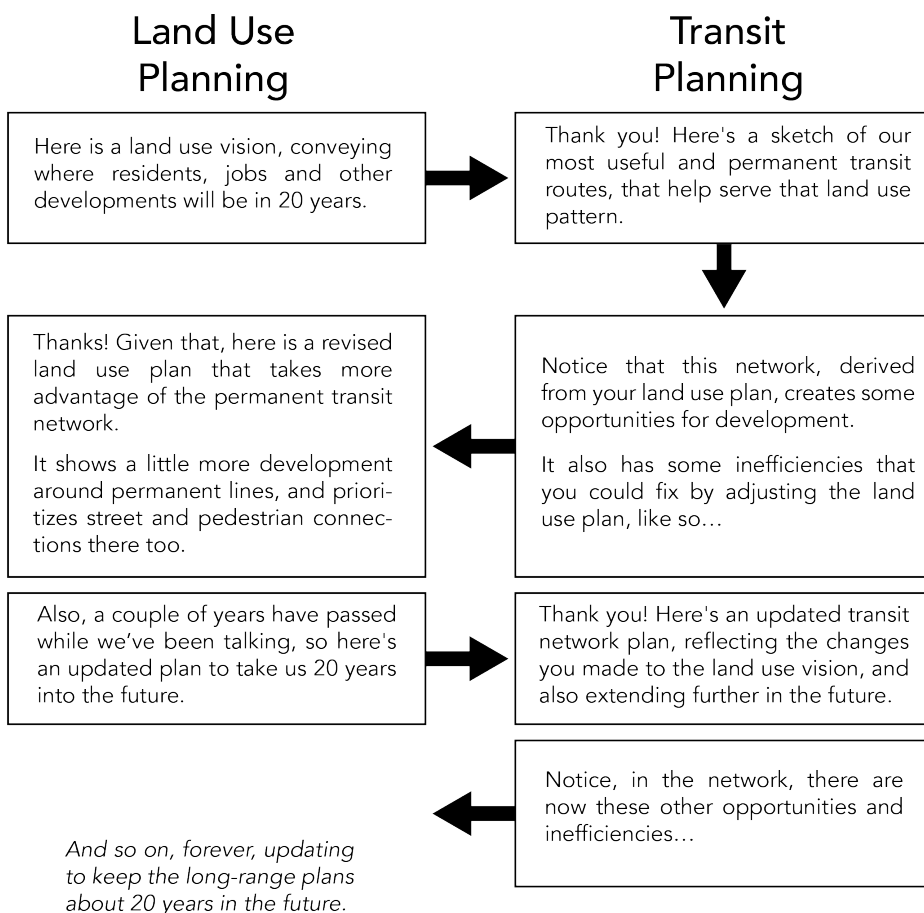 Land Use
Planning
Transit
Planning
Here is a land use vision, conveying
where residents, jobs and other
developments will be in 20 years.
Thank you! Here's a sketch of our
most useful and permanent transit
routes, that help serve that land use
pattern.
Notice that this network, derived
from your land use plan, creates some
opportunities for development.
It also has some inefficiencies that
you could fix by adjusting the land
use plan, like so…
Thanks! Given that, here is a revised
land use plan that takes more
advantage of the permanent transit
network.
It shows a little more development
around permanent lines, and priori-
tizes street and pedestrian connec-
tions there too.
Also, a couple of years have passed
while we’ve been talking, so here's
an updated plan to take us 20 years
into the future.
Thank you! Here's an updated transit
network plan, reflecting the changes
you made to the land use vision, and
also extending further in the future.
Notice, in the network, there are
now these other opportunities and
inefficiencies…
And so on, forever, updating
to keep the long-range plans
about 20 years in the future.